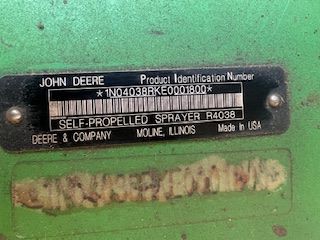 JOHN DEERE Product Identification Number
*1N04038RKE0001800*
SELF-PROPELLED SPRAYER R4038
DEERE & COMPANY MOLINE, ILLINOIS Made In USA